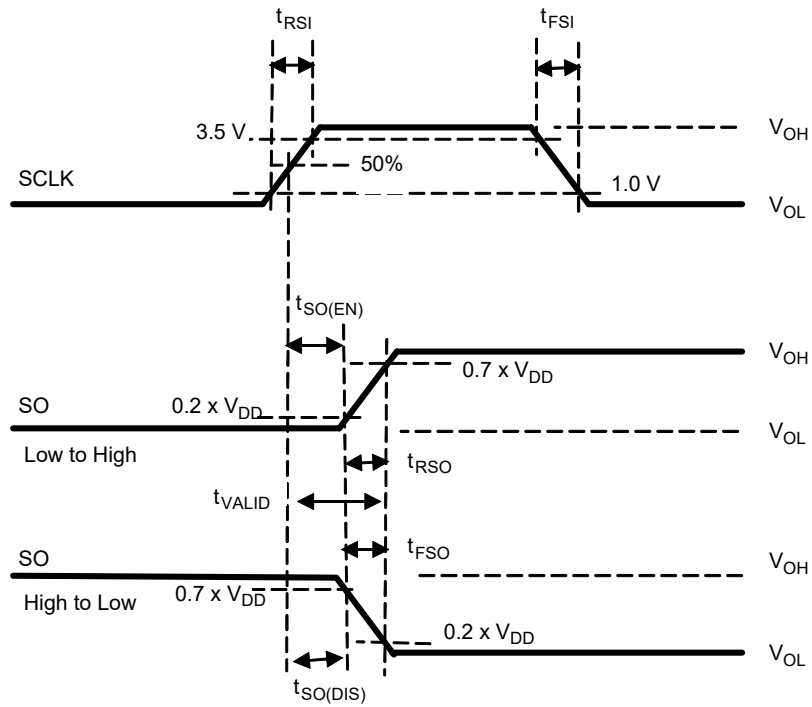 tRSI
tFSI
3.5 V
VOH
50%
SCLK
1.0 V
VOL
tSO(EN)
VOH
0.7 x VDD
SO
0.2 x VDD
VOL
Low to High
tRSO
tVALID
tFSO
SO
VOH
High to Low
0.7 x VDD
0.2 x VDD
VOL
tSO(DIS)